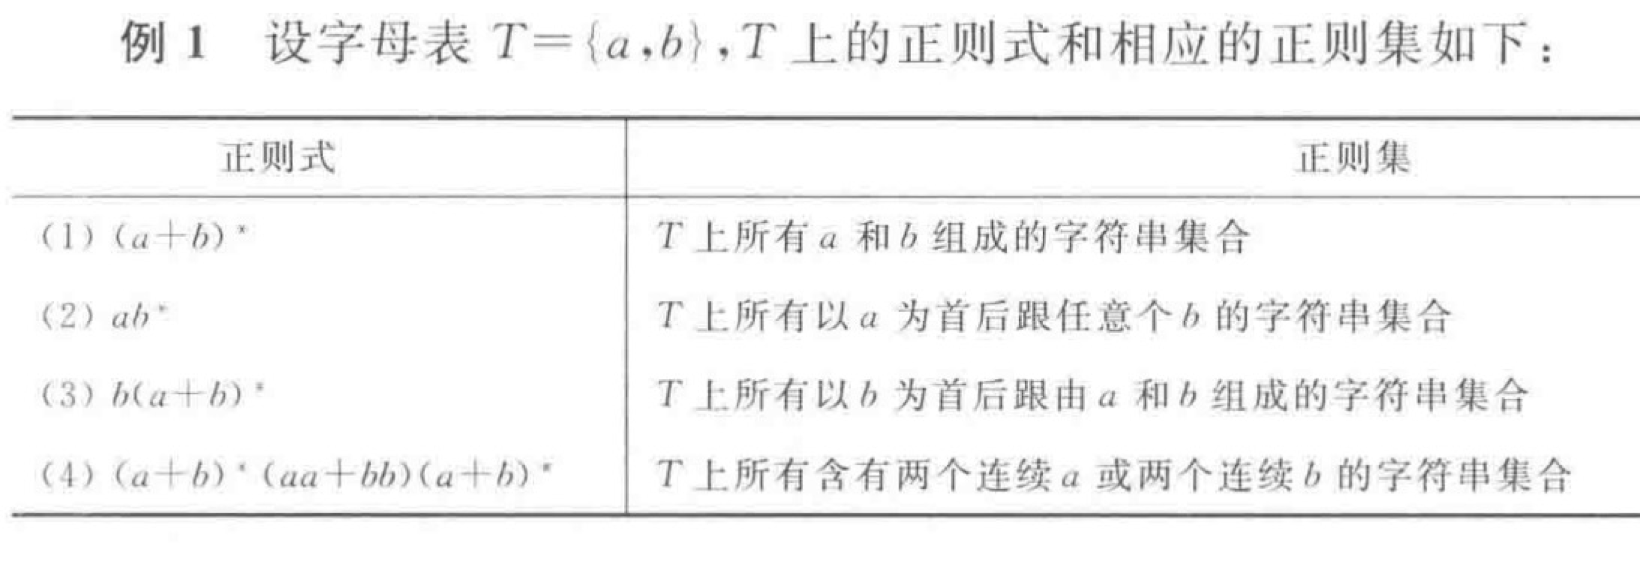 例 1 设字母表 T={a,b},T 上的正则式和相应的正则集如下:
正则式 正则集
(1) (a+b)* T 上所有 a 和 b 组成的字符串集合
(2) ab* T 上所有以 a 为首后跟任意个 b 的字符串集合
(3) b(a+b)* T 上所有以 b 为首后跟由 a 和 b 组成的字符串集合
(4) (a+b)*(aa+bb)(a+b)* T 上所有含有两个连续 a 或两个连续 b 的字符串集合